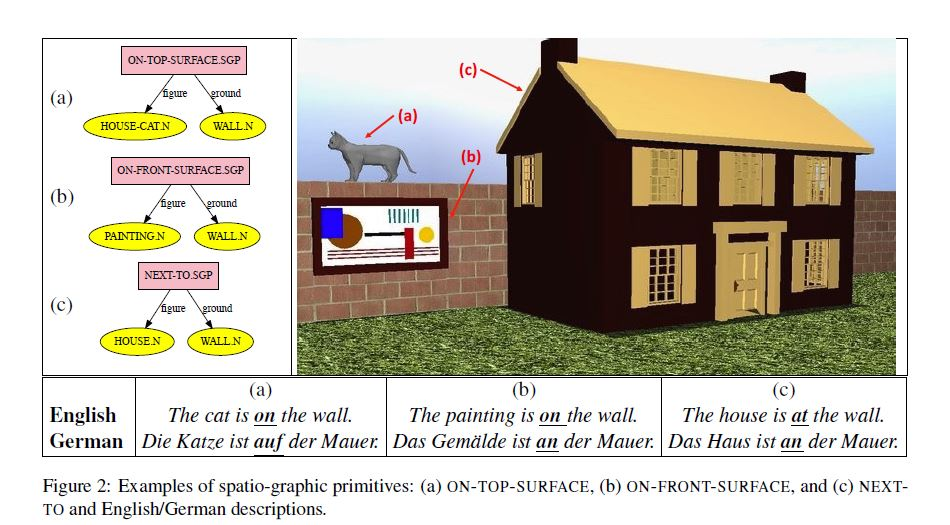 ON-TOP-SURFACE.SGP
(a)
figure
ground
HOUSE-CAT.N
WALL.N
ON-FRONT-SURFACE.SGP
(b)
figure
ground
PAINTING.N
WALL.N
NEXT-TO.SGP
(c)
figure
ground
HOUSE.N
WALL.N
(c)
(a)
(b)
(a)
(b)
(c)
English
The cat is on the wall.
The painting is on the wall.
The house is at the wall.
German
Die Katze ist auf der Mauer.
Das Gemälde ist an der Mauer.
Das Haus ist an der Mauer.
Figure 2: Examples of spatio-graphic primitives: (a) ON-TOP-SURFACE, (b) ON-FRONT-SURFACE, and (c) NEXT-
TO and English/German descriptions.